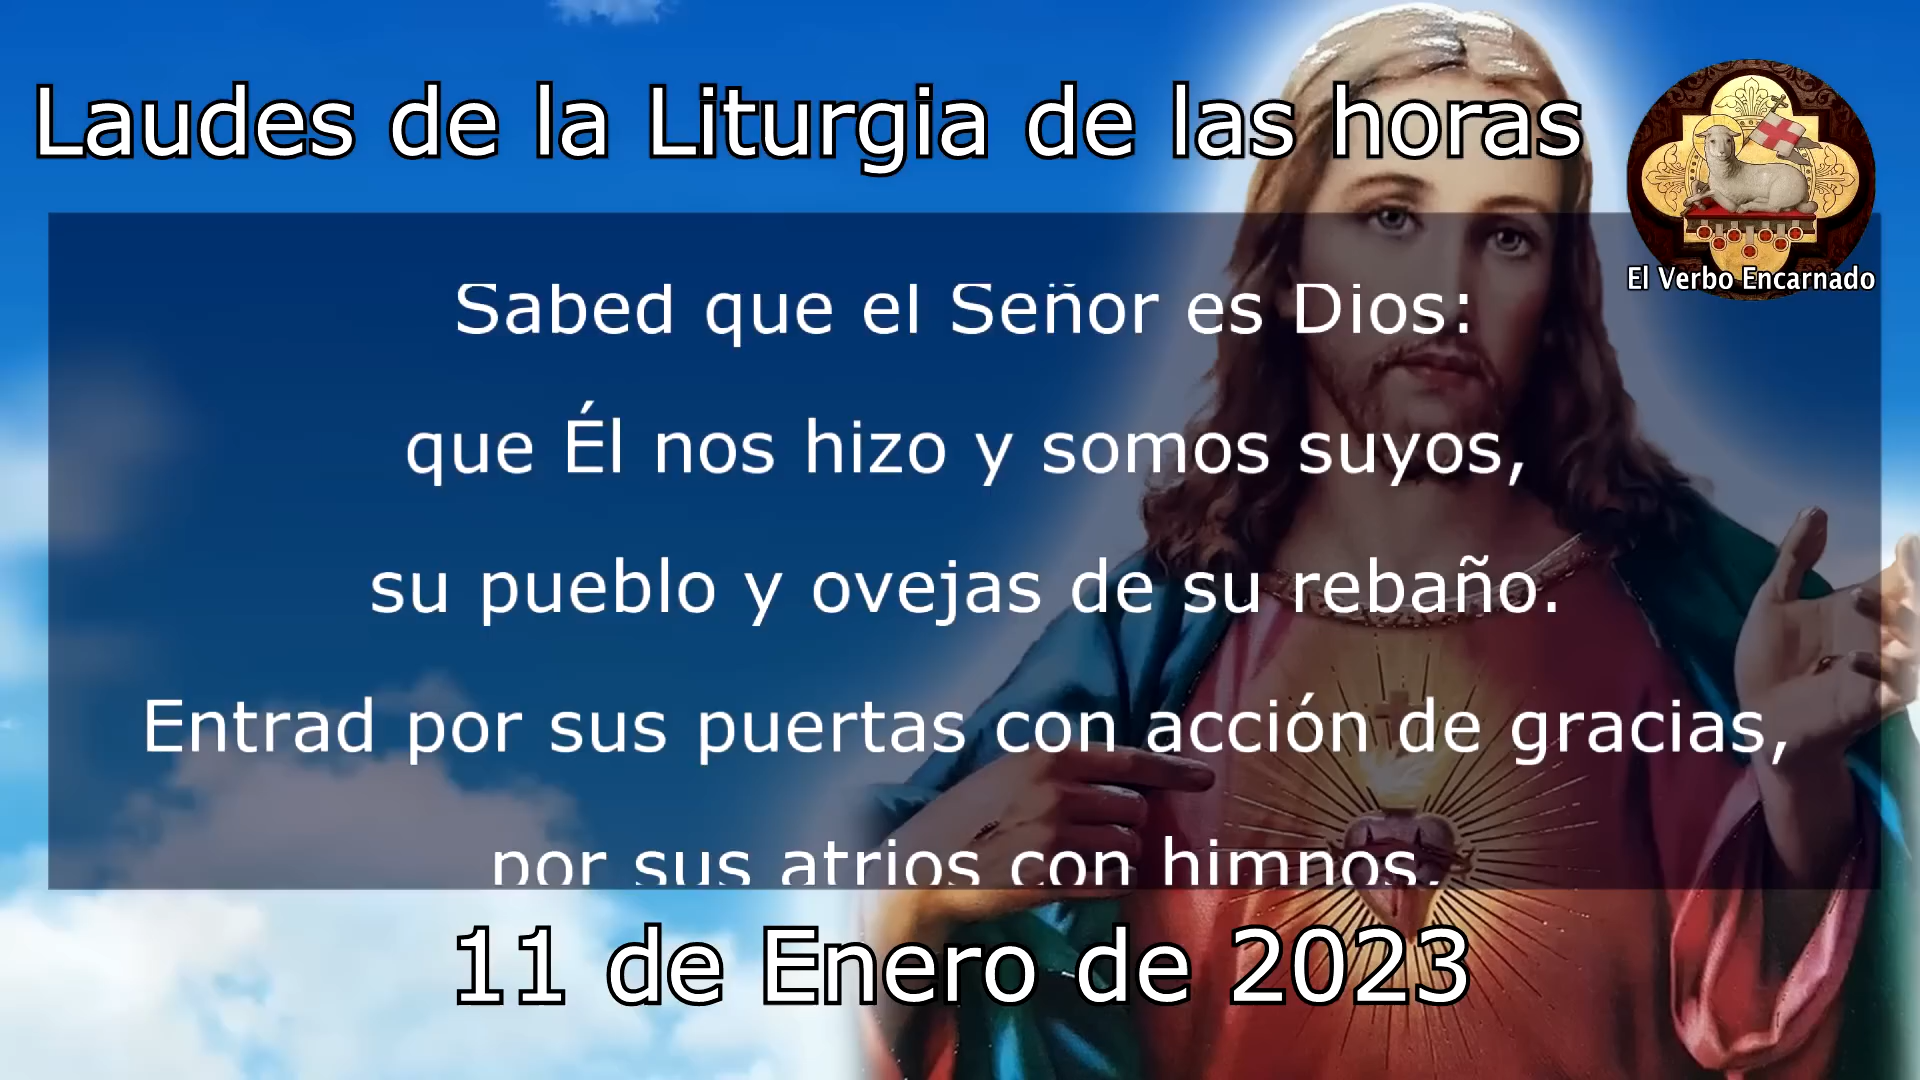 Laudes de la Liturgia de las horas
El Verbo Encarnado
Sabed que el Señor es Dios:
que Él nos hizo y somos suyos,
su pueblo y ovejas de su rebaño.
Entrad por sus puertas con acción de gracias,
por sus atrios con himnos,
11 de Enero de 2023